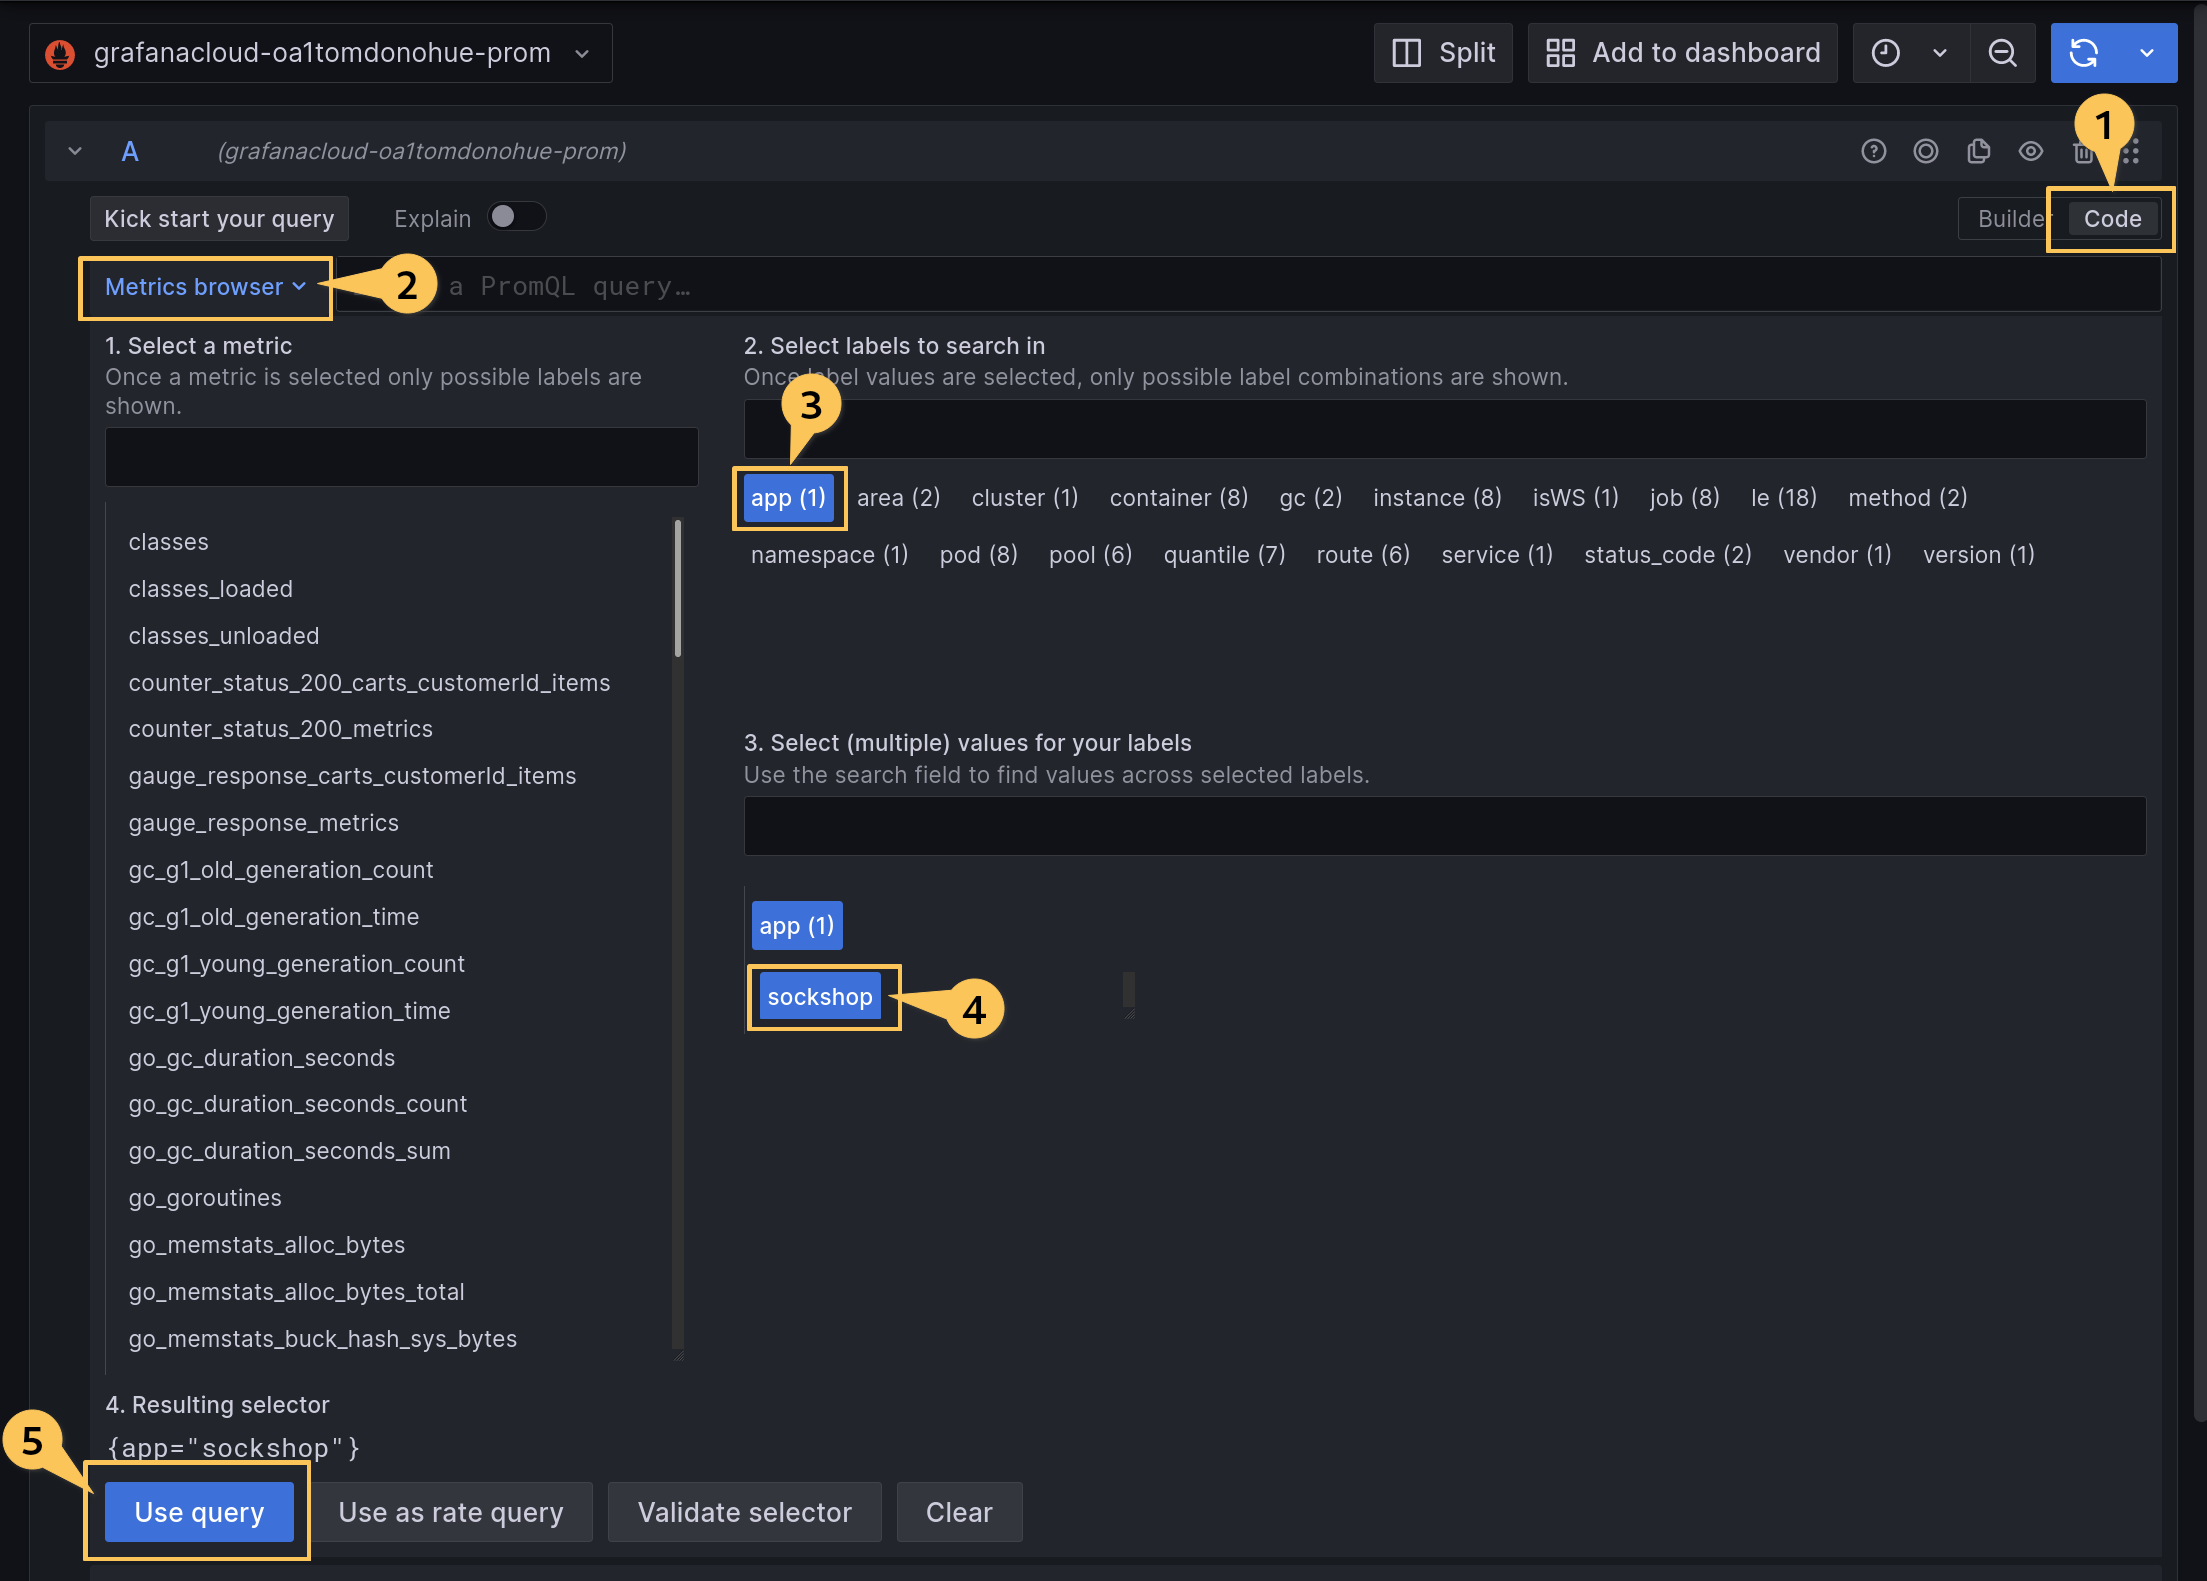 grafanacloud-oa1tomdonohue-prom
Split
Add to dashboard
1
A
(grafanacloud-oa1tomdonohue-prom)
Kick start your query
Explain
Builder
Code
Metrics browser
2
a PromQL query…
1. Select a metric
Once a metric is selected only possible labels are
shown.
classes
classes_loaded
classes_unloaded
counter_status_200_carts_customerId_items
counter_status_200_metrics
gauge_response_carts_customerId_items
gauge_response_metrics
gc_g1_old_generation_count
gc_g1_old_generation_time
gc_g1_young_generation_count
gc_g1_young_generation_time
go_gc_duration_seconds
go_gc_duration_seconds_count
go_gc_duration_seconds_sum
go_goroutines
go_memstats_alloc_bytes
go_memstats_alloc_bytes_total
go_memstats_buck_hash_sys_bytes
2. Select labels to search in
Once label values are selected, only possible label combinations are shown.
3
app (1) area (2) cluster (1) container (8) gc (2) instance (8) isWS (1) job (8) le (18) method (2)
namespace (1) pod (8) pool (6) quantile (7) route (6) service (1) status_code (2) vendor (1) version (1)
3. Select (multiple) values for your labels
Use the search field to find values across selected labels.
app (1)
sockshop
4
4. Resulting selector
5
{app="sockshop"}
Use query
Use as rate query
Validate selector
Clear